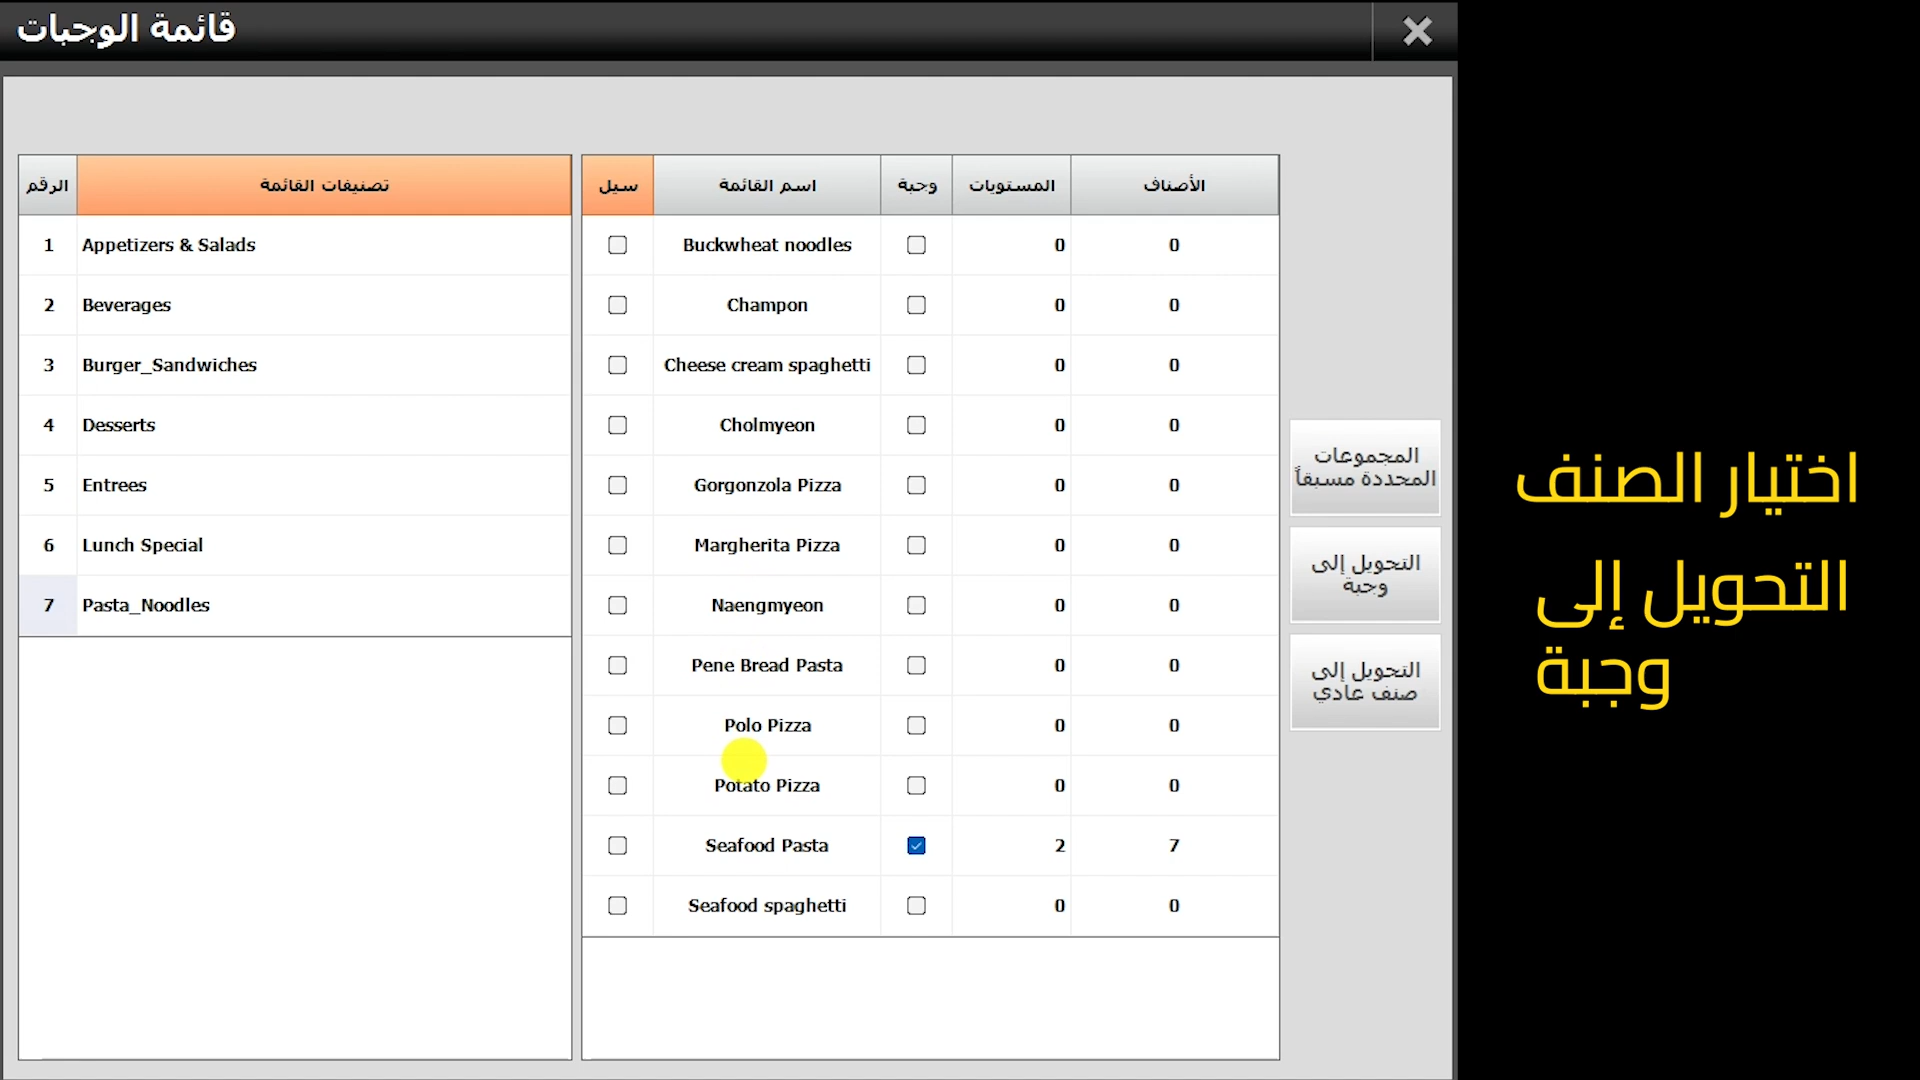 قائمة الوجبات
الرقم تصنيفات القائمة
1 Appetizers & Salads
2 Beverages
3 Burger_Sandwiches
4 Desserts
5 Entrees
6 Lunch Special
7 Pasta_Noodles
سيل اسم القائمة وجبة المستويات الأصناف
Buckwheat noodles 0 0
Champon 0 0
Cheese cream spaghetti 0 0
Cholmyeon 0 0
Gorgonzola Pizza 0 0
Margherita Pizza 0 0
Naengmyeon 0 0
Pene Bread Pasta 0 0
Polo Pizza 0 0
Potato Pizza 0 0
Seafood Pasta 2 7
Seafood spaghetti 0 0
المجموعات
المحددة مسبقاً
التحويل إلى
وجبة
التحويل إلى
صنف عادي
اختيار الصنف
التحويل إلى
وجبة